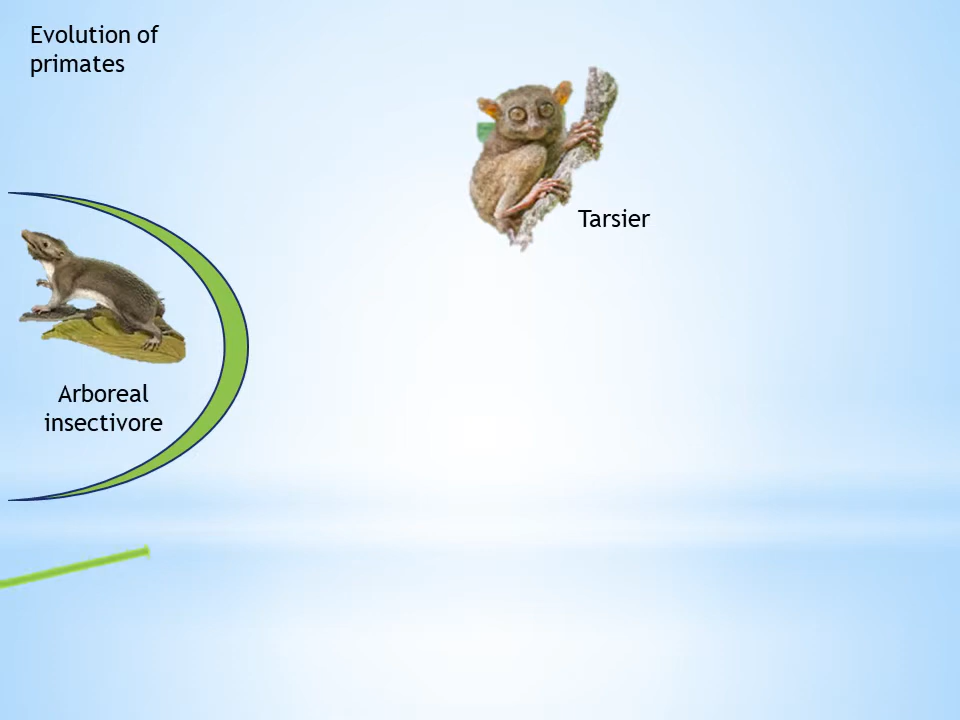 Evolution of
primates
Tarsier
Arboreal
insectivore